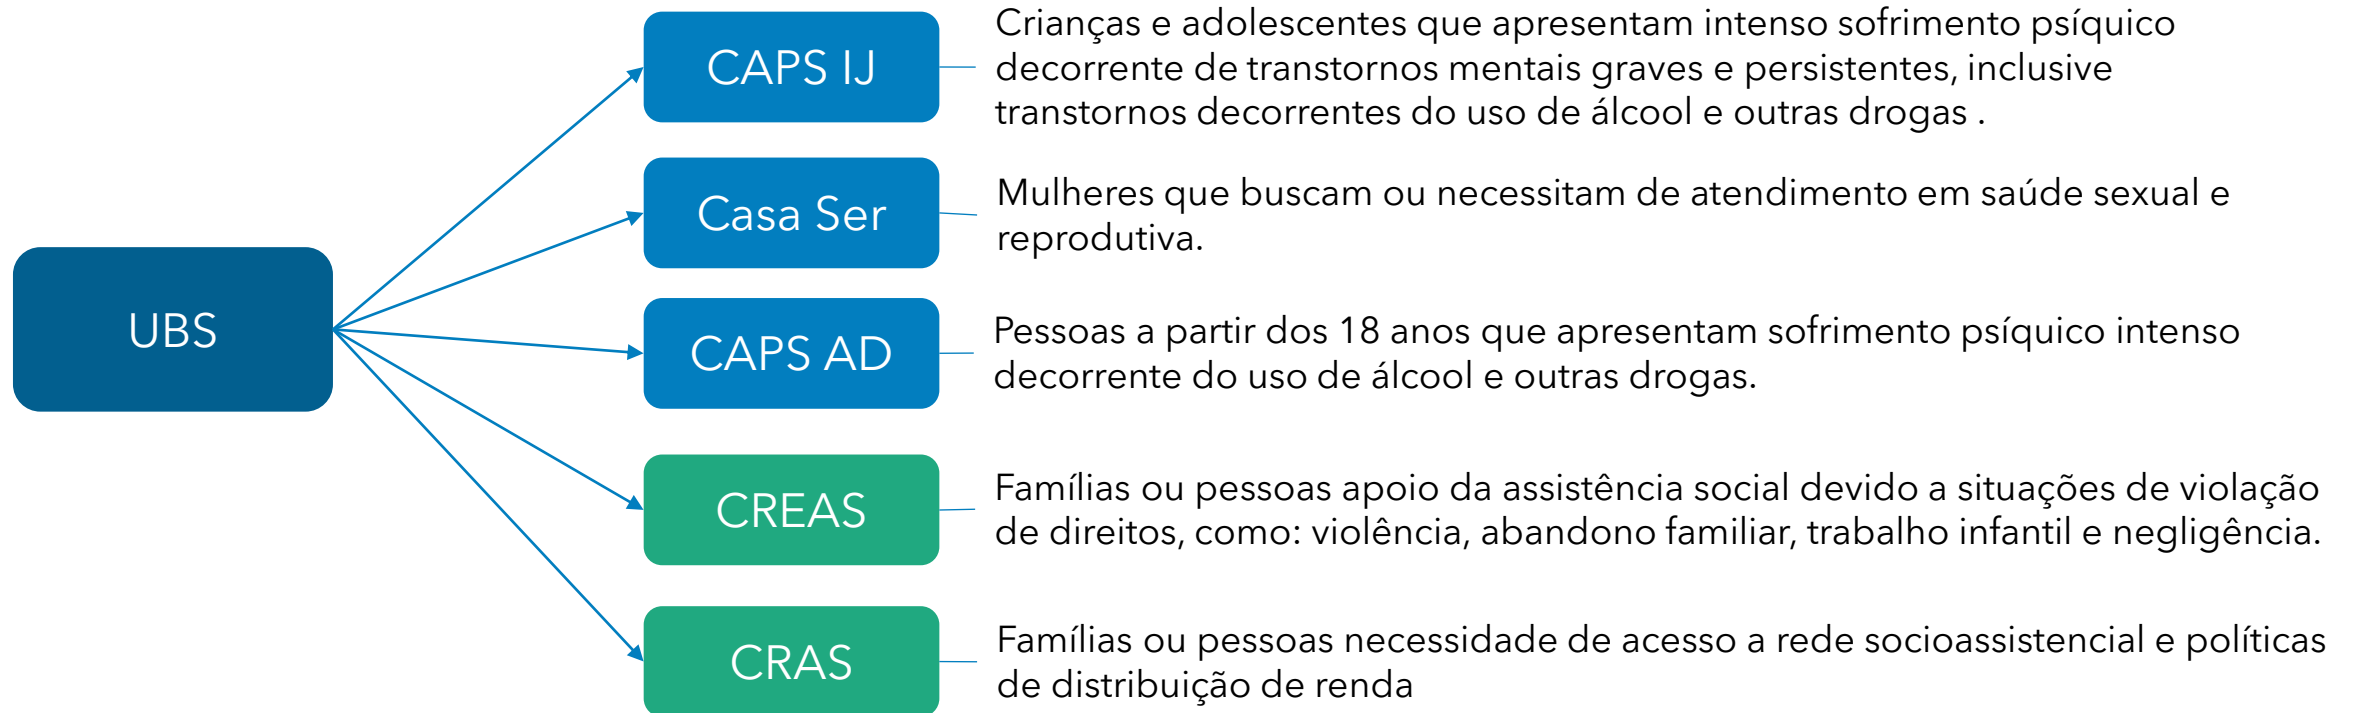 CAPS IJ
Crianças e adolescentes que apresentam intenso sofrimento psíquico
decorrente de transtornos mentais graves e persistentes, inclusive
transtornos decorrentes do uso de álcool e outras drogas .
Casa Ser
Mulheres que buscam ou necessitam de atendimento em saúde sexual e
reprodutiva.
UBS
CAPS AD
Pessoas a partir dos 18 anos que apresentam sofrimento psíquico intenso
decorrente do uso de álcool e outras drogas.
CREAS
Famílias ou pessoas apoio da assistência social devido a situações de violação
de direitos, como: violência, abandono familiar, trabalho infantil e negligência.
CRAS
Famílias ou pessoas necessidade de acesso a rede socioassistencial e políticas
de distribuição de renda